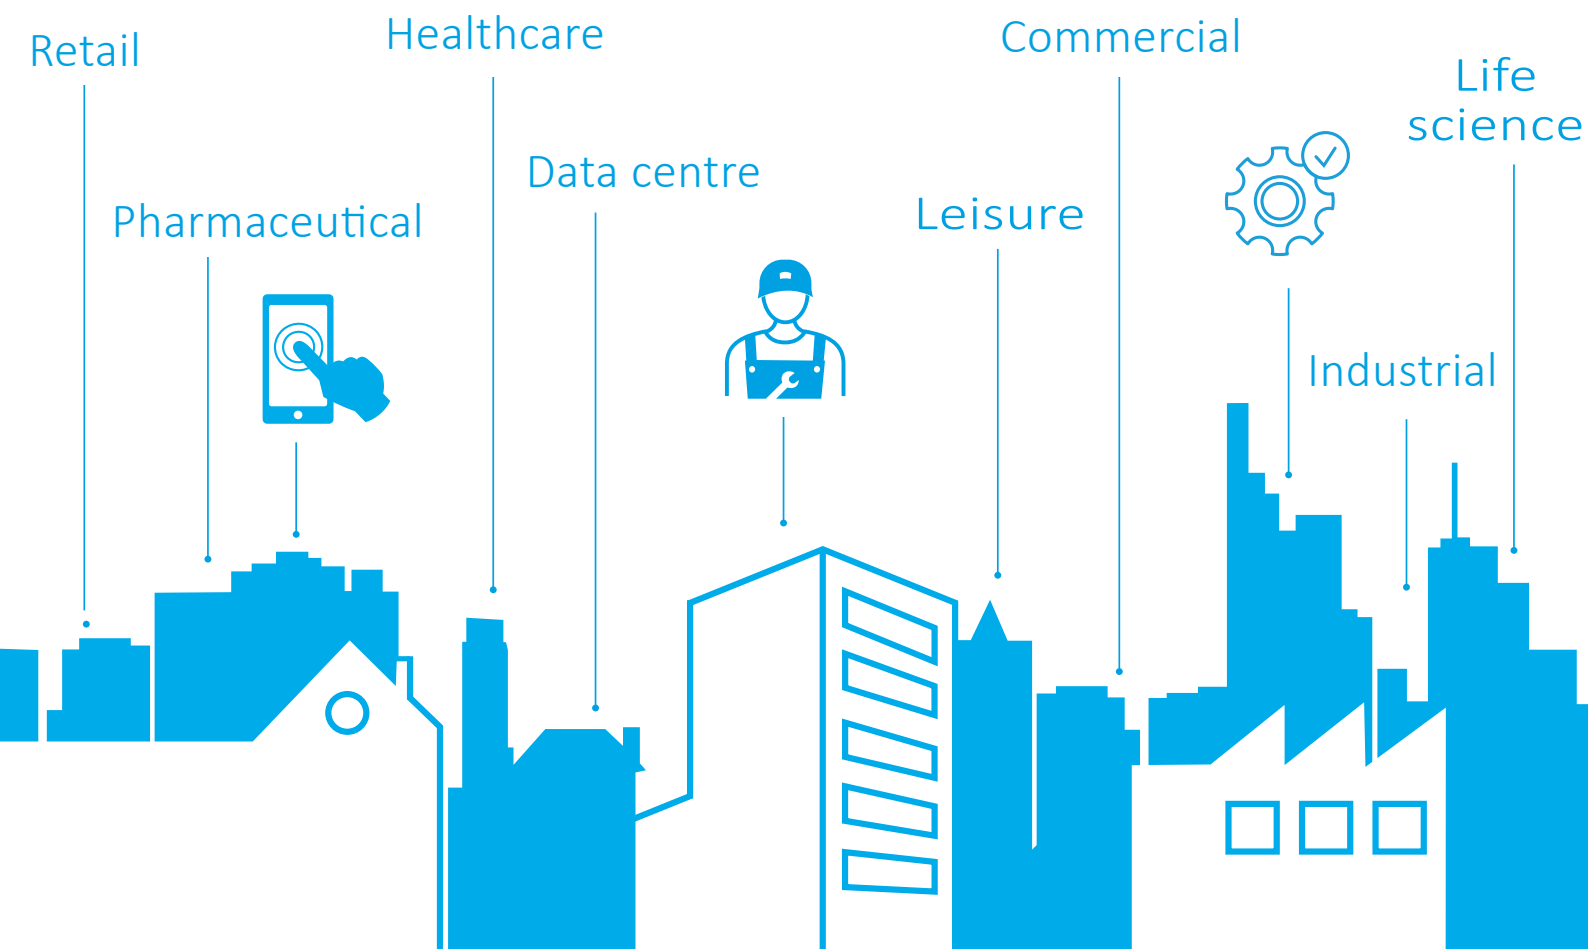 Retail
Pharmaceutical
Healthcare
Data centre
Leisure
Commercial
Industrial
Life
science